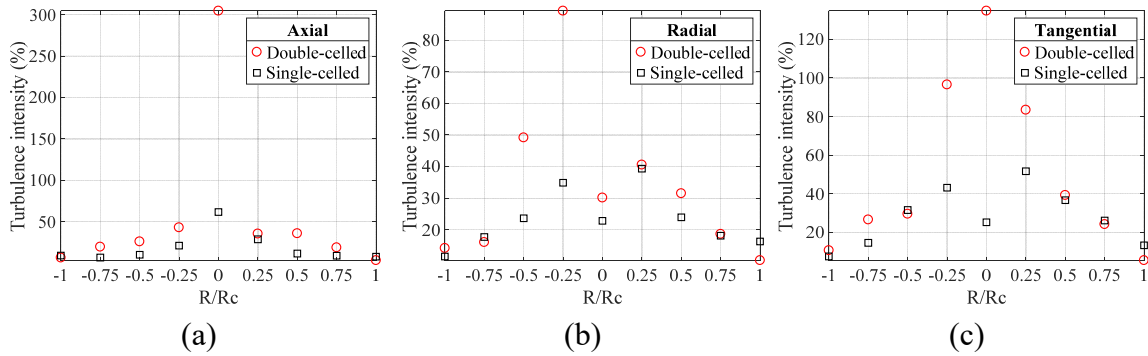 Axial
Double-celled
Single-celled
Turbulence intensity (%)
300
250
200
150
100
50
-1 -0.75 -0.5 -0.25 0 0.25 0.5 0.75 1
R/Rc
(a)
Radial
Double-celled
Single-celled
Turbulence intensity (%)
80
70
60
50
40
30
20
-1 -0.75 -0.5 -0.25 0 0.25 0.5 0.75 1
R/Rc
(b)
Tangential
Double-celled
Single-celled
Turbulence intensity (%)
120
100
80
60
40
20
-1 -0.75 -0.5 -0.25 0 0.25 0.5 0.75 1
R/Rc
(c)